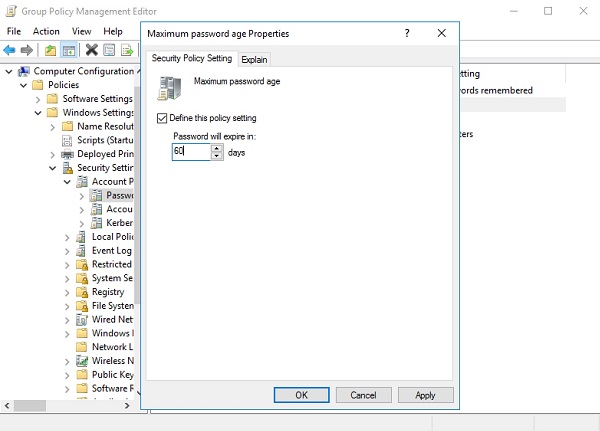 Group Policy Management Editor
File Action View Help
Computer Configuration
Policies
Software Settings
Windows Settings
Name Resolut
Scripts (Startu
Deployed Prin
Security Settin
Account P
Passwo
Accou
Kerber
Local Polic
Event Log
Restricted
System Se
Registry
File System
Wired Net
Windows
Network L
Wireless N
Public Key
Software R
Maximum password age Properties
? ×
Security Policy Setting Explain
Maximum password age
Define this policy setting
Password will expire in:
60 days
OK Cancel Apply
etting
words remembered
ters